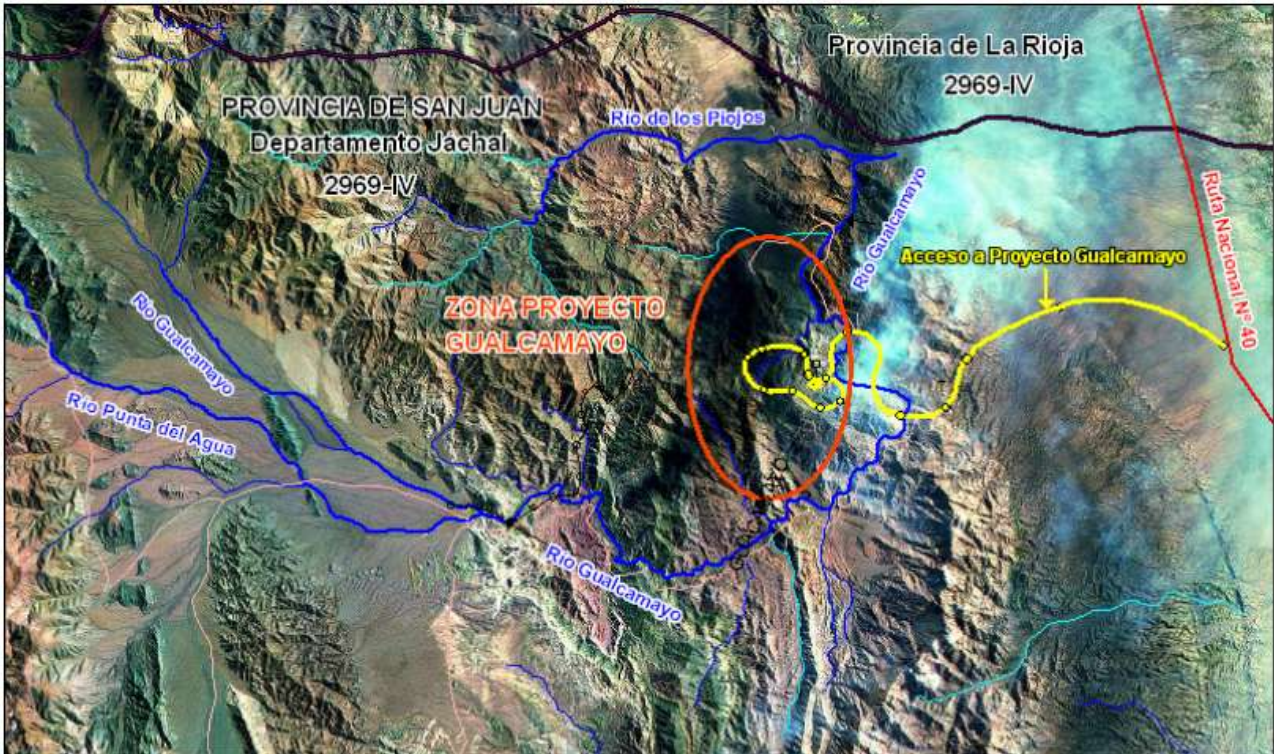 Provincia de La Rioja
2969-IV
PROVINCIA DE SAN JUAN
Departamento Jáchal
2969-IV
Río de los Piojos
Río Gualcamayo
Ruta Nacional Nº 40
Acceso a Proyecto Gualcamayo
ZONA PROYECTO
GUALCAMAYO
Río Gualcamayo
Río Punta del Agua
Río Gualcamayo